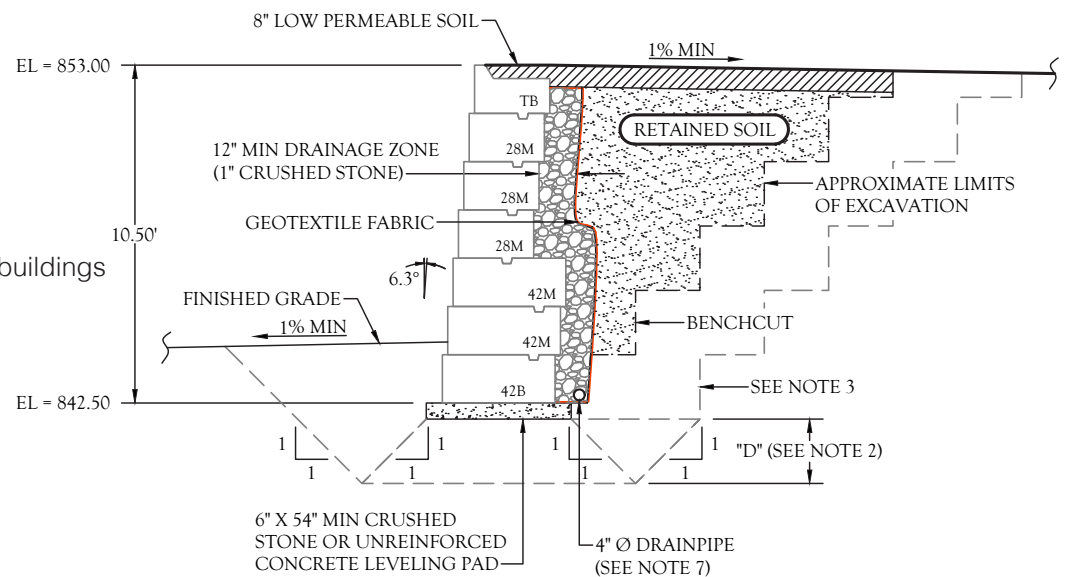 8" LOW PERMEABLE SOIL
EL = 853.00
1% MIN
TB
RETAINED SOIL
28M
12" MIN DRAINAGE ZONE
(1" CRUSHED STONE)
28M
APPROXIMATE LIMITS
OF EXCAVATION
GEOTEXTILE FABRIC
10.50'
28M
buildings
6.3°
42M
FINISHED GRADE
1% MIN
42M
BENCHCUT
42B
SEE NOTE 3
EL = 842.50
1
1
1
1
1
1
1
1
"D" (SEE NOTE 2)
6" X 54" MIN CRUSHED
STONE OR UNREINFORCED
CONCRETE LEVELING PAD
4" Ø DRAINPIPE
(SEE NOTE 7)